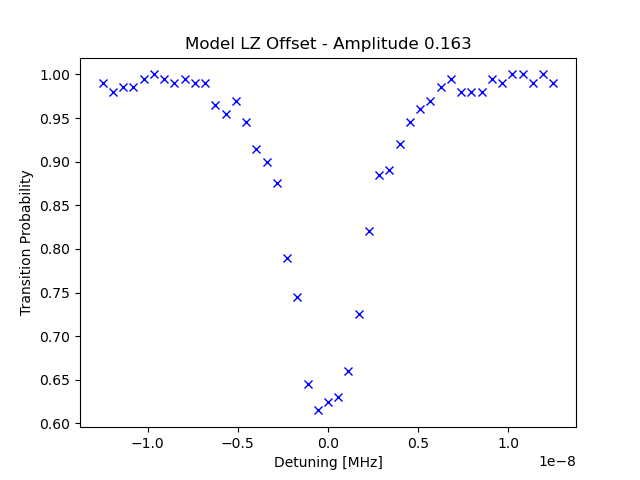 Model LZ Offset - Amplitude 0.163
1.00
0.95
0.90
0.85
0.80
0.75
0.70
0.65
0.60
Transition Probability
−1.0 −0.5 0.0 0.5 1.0
1e−8
Detuning [MHz]